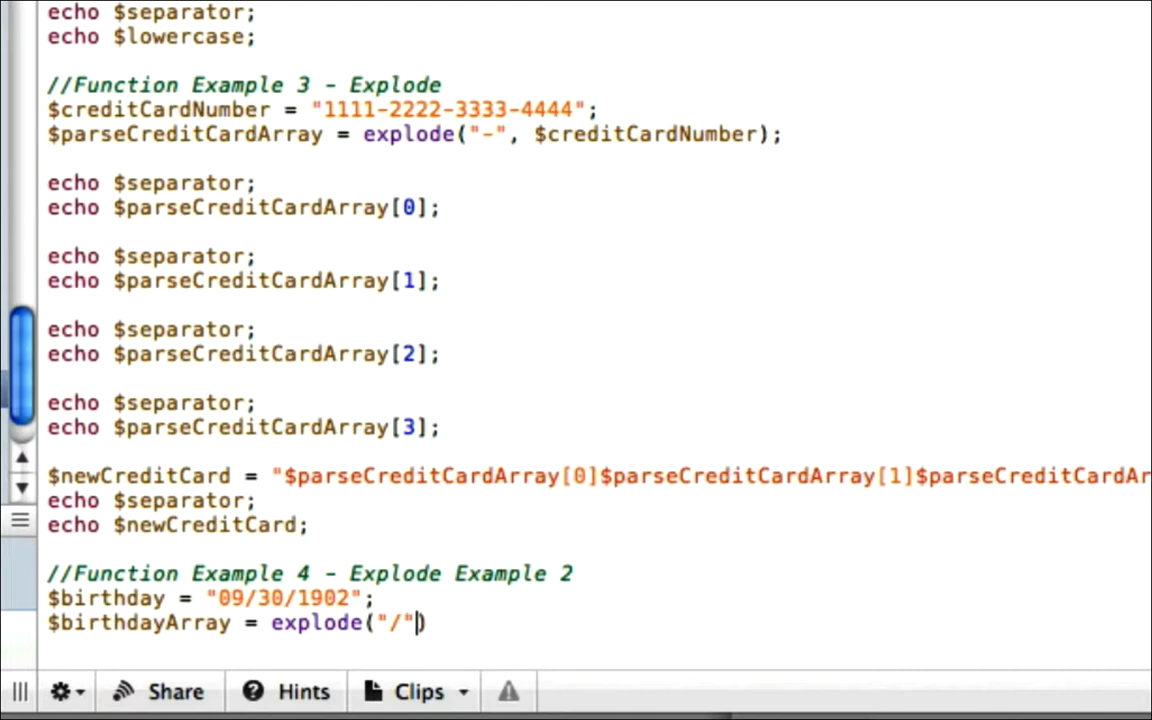 echo $separator;
echo $lowercase;
//Function Example 3 - Explode
$creditCardNumber = "1111-2222-3333-4444";
$parseCreditCardArray = explode("-", $creditCardNumber);
echo $separator;
echo $parseCreditCardArray[0];
echo $separator;
echo $parseCreditCardArray[1];
echo $separator;
echo $parseCreditCardArray[2];
echo $separator;
echo $parseCreditCardArray[3];
$newCreditCard = "$parseCreditCardArray[0]$parseCreditCardArray[1]$parseCreditCardAr
echo $separator;
echo $newCreditCard;
//Function Example 4 - Explode Example 2
$birthday = "09/30/1902";
$birthdayArray = explode("/")
Share Hints Clips